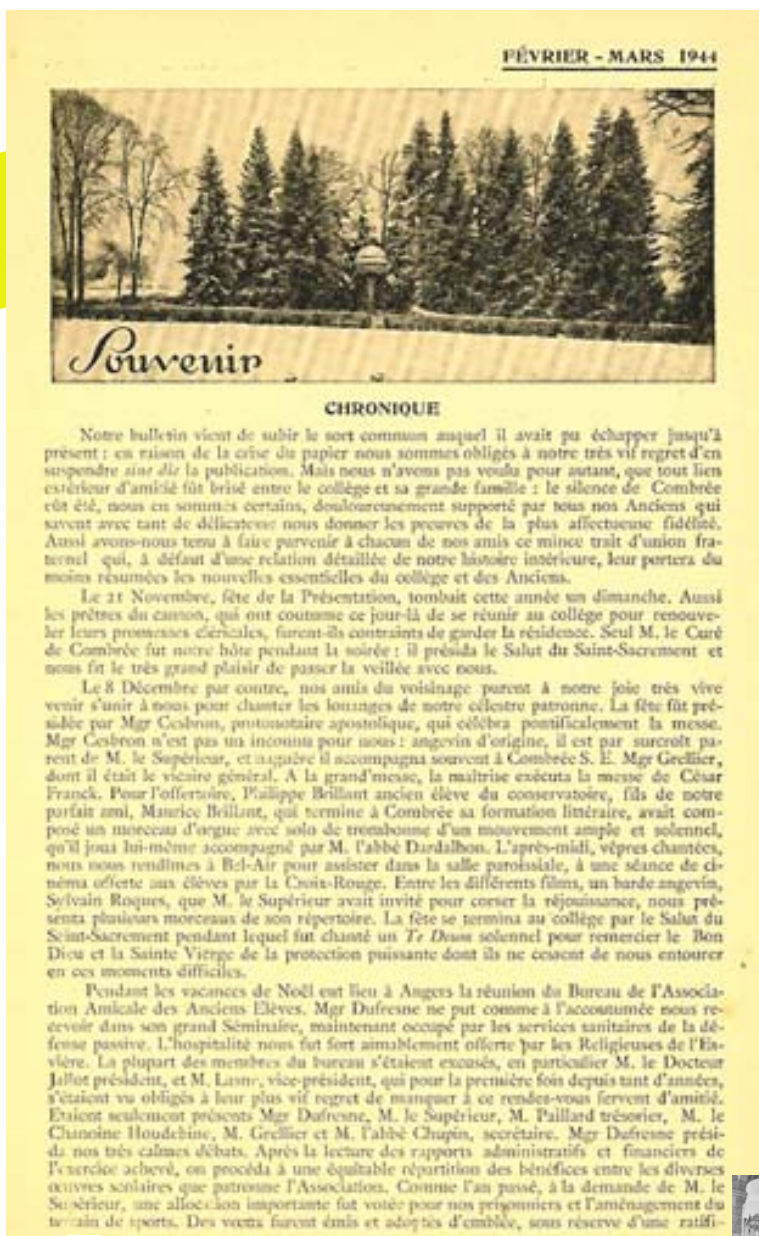 FÉVRIER - MARS 1944
Souvenir
CHRONIQUE
Notre bulletin vient de subir le sort commun auquel il avait pu échapper jusqu'à
présent : en raison de la crise du papier nous sommes obligés à notre très vif regret d'en
suspendre sine die la publication. Mais nous n'avons pas voulu pour autant, que tout lien
extérieur d'amitié fût brisé entre le collège et sa grande famille : le silence de Combrée
eût été, nous en sommes certains, douloureusement supporté par tous nos Anciens qui
savent avec tant de délicatesse nous donner les preuves de la plus affectueuse fidélité.
Aussi avons-nous tenu à faire parvenir à chacun de nos amis ce mince trait d'union fra-
ternel qui, à défaut d'une relation détaillée de notre histoire intérieure, leur portera du
moins résumées les nouvelles essentielles du collège et des Anciens.
Le 21 Novembre, fête de la Présentation, tombait cette année un dimanche. Aussi
les prêtres du canton, qui ont coutume ce jour-là de se réunir au collège pour renouve-
ler leurs promesses cléricales, furent-ils contraints de garder la résidence. Seul M. le Curé
de Combrée fut notre hôte pendant la soirée : il présida le Salut du Saint-Sacrement et
nous fit le très grand plaisir de passer la veillée avec nous.
Le 8 Décembre par contre, nos amis du voisinage purent à notre joie très vive
venir s'unir à nous pour chanter les louanges de notre céleste patronne. La fête fût pré-
sidée par Mgr Cesbron, protonotaire apostolique, qui célébra pontificalement la messe.
Mgr Cesbron n'est pas un inconnu pour nous : angevin d'origine, il est par surcroît pa-
rent de M. le Supérieur, et naguère il accompagna souvent à Combrée S. E. Mgr Grellier,
dont il était le vicaire général. A la grand'messe, la maîtrise exécuta la messe de César
Franck. Pour l'offertoire, Philippe Brillant ancien élève du conservatoire, fils de notre
parfait ami, Maurice Brillant, qui termine à Combrée sa formation littéraire, avait com-
posé un morceau d'orgue avec solo de trombonne d'un mouvement ample et solennel,
qu'il joua lui-même accompagné par M. l'abbé Dardalhon. L'après-midi, vêpres chantées,
nous nous rendîmes à Bel-Air pour assister dans la salle paroissiale, à une séance de ci-
néma offerte aux élèves par la Croix-Rouge. Entre les différents films, un barde angevin,
Sylvain Roques, que M. le Supérieur avait invité pour corser la réjouissance, nous pré-
senta plusieurs morceaux de son répertoire. La fête se termina au collège par le Salut du
Saint-Sacrement pendant lequel fut chanté un Te Deum solennel pour remercier le Bon
Dieu et la Sainte Vierge de la protection puissante dont ils ne cessent de nous entourer
en ces moments difficiles.
Pendant les vacances de Noël eut lieu à Angers la réunion du Bureau de l'Associa-
tion Amicale des Anciens Elèves. Mgr Dufresne ne put comme à l'accoutumée nous re-
cevoir dans son grand Séminaire, maintenant occupé par les services sanitaires de la dé-
fense passive. L'hospitalité nous fut fort aimablement offerte par les Religieuses de l'Es-
vière. La plupart des membres du bureau s'étaient excusés, en particulier M. le Docteur
Jallot président, et M. vice-président, qui pour la première fois depuis tant d'années,
s'étaient vu obligés à leur plus vif regret de manquer à ce rendez-vous fervent d'amitié.
Etaient seulement présents Mgr Dufresne, M. le Supérieur, M. Paillard trésorier, M. le
Chanoine Houdebine, M. Grellier et M. l'abbé Chupin, secrétaire. Mgr Dufresne prési-
da nos très calmes débats. Après la lecture des rapports administratifs et financiers de
l'exercice achevé, on procéda à une équitable répartition des bénéfices entre les diverses
œuvres scolaires que patronne l'Association. Comme l'an passé, à la demande de M. le
Supérieur, une allocation importante fut votée pour nos prisonniers et l'aménagement du
terrain de sports. Des vœux furent émis et adoptés d'emblée, sous réserve d'une ratifi-